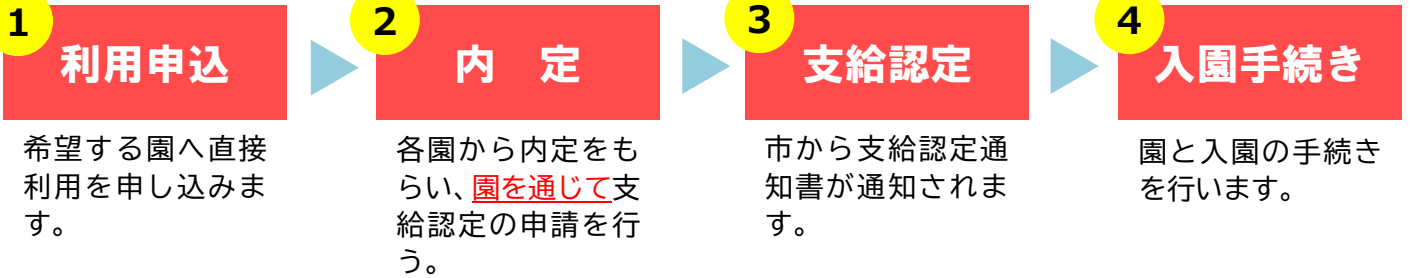 1
利用申込
希望する園へ直接
利用を申し込みま
す。
2
内　定
各園から内定をも
らい、園を通じて支
給認定の申請を行
う。
3
支給認定
市から支給認定通
知書が通知されま
す。
4
入園手続き
園と入園の手続き
を行います。